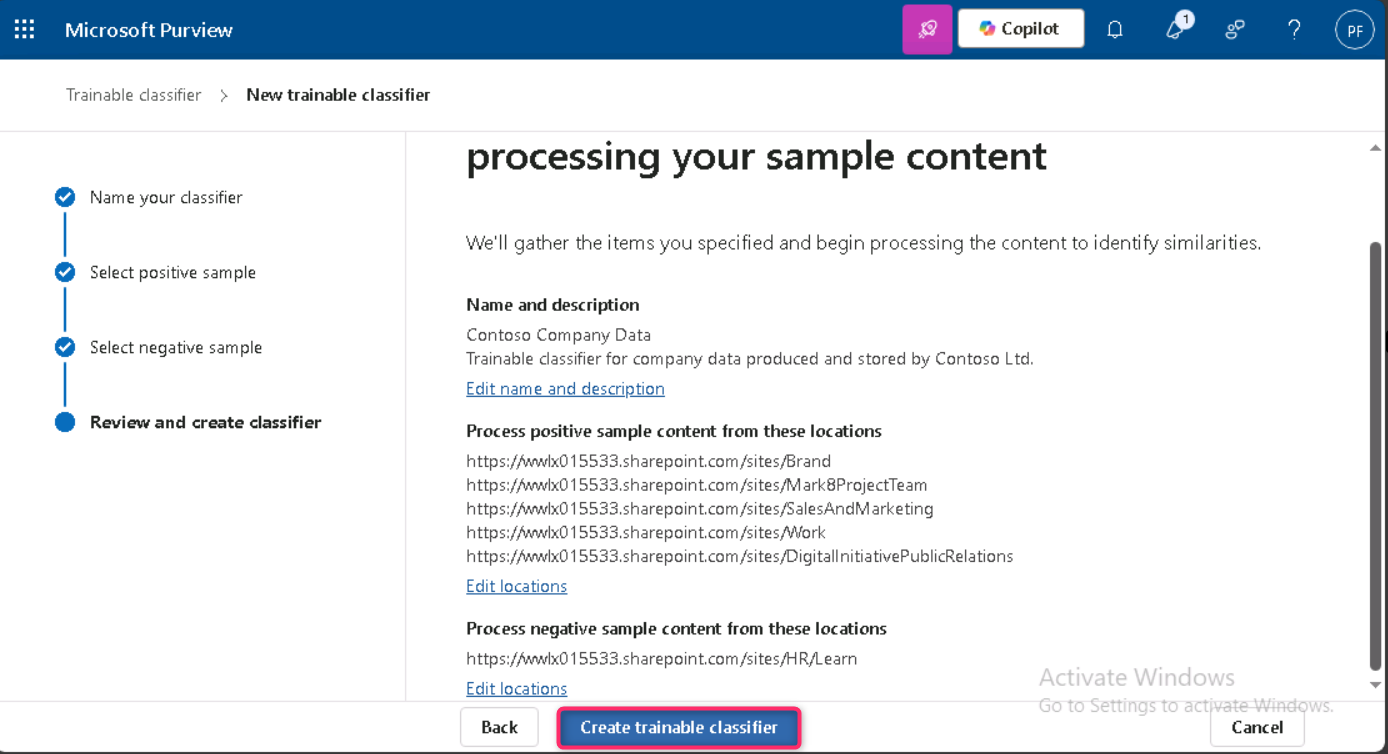 Microsoft Purview
Copilot
1
?
PF
Trainable classifier > New trainable classifier
Name your classifier
Select positive sample
Select negative sample
Review and create classifier
processing your sample content
We'll gather the items you specified and begin processing the content to identify similarities.
Name and description
Contoso Company Data
Trainable classifier for company data produced and stored by Contoso Ltd.
Edit name and description
Process positive sample content from these locations
https://wwlx015533.sharepoint.com/sites/Brand
https://wwlx015533.sharepoint.com/sites/Mark8ProjectTeam
https://wwlx015533.sharepoint.com/sites/SalesAndMarketing
https://wwlx015533.sharepoint.com/sites/Work
https://wwlx015533.sharepoint.com/sites/DigitalInitiativePublicRelations
Edit locations
Process negative sample content from these locations
https://wwlx015533.sharepoint.com/sites/HR/Learn
Edit locations
Activate Windows
Go to Settings to activate Windows.
Back
Create trainable classifier
Cancel